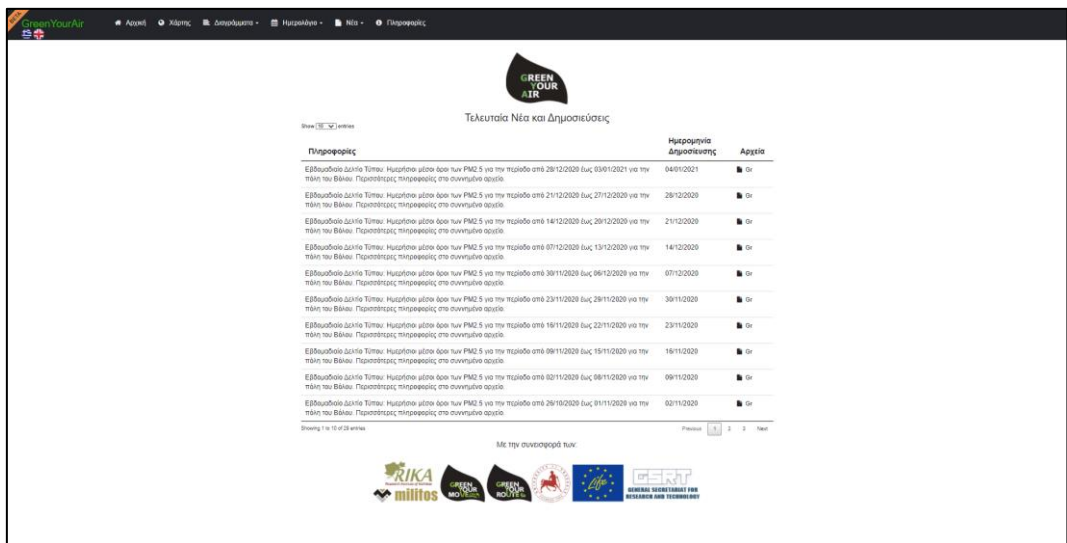 BETA
GreenYourAir
Αρχική Χάρτης Διαγράμματα Ημερολόγιο Νέα Πληροφορίες
GREEN
YOUR
AIR
Τελευταία Νέα και Δημοσιεύσεις
Show 10 entries
Πληροφορίες Ημερομηνία Δημοσίευσης Αρχεία
Εβδομαδιαίο Δελτίο Τύπου: Ημερήσιοι μέσοι όροι των PM2.5 για την περίοδο από 28/12/2020 έως 03/01/2021 για την 04/01/2021 Gr
πόλη του Βόλου. Περισσότερες πληροφορίες στο συννημένο αρχείο.
Εβδομαδιαίο Δελτίο Τύπου: Ημερήσιοι μέσοι όροι των PM2.5 για την περίοδο από 21/12/2020 έως 27/12/2020 για την 28/12/2020 Gr
πόλη του Βόλου. Περισσότερες πληροφορίες στο συννημένο αρχείο.
Εβδομαδιαίο Δελτίο Τύπου: Ημερήσιοι μέσοι όροι των PM2.5 για την περίοδο από 14/12/2020 έως 20/12/2020 για την 21/12/2020 Gr
πόλη του Βόλου. Περισσότερες πληροφορίες στο συννημένο αρχείο.
Εβδομαδιαίο Δελτίο Τύπου: Ημερήσιοι μέσοι όροι των PM2.5 για την περίοδο από 07/12/2020 έως 13/12/2020 για την 14/12/2020 Gr
πόλη του Βόλου. Περισσότερες πληροφορίες στο συννημένο αρχείο.
Εβδομαδιαίο Δελτίο Τύπου: Ημερήσιοι μέσοι όροι των PM2.5 για την περίοδο από 30/11/2020 έως 06/12/2020 για την 07/12/2020 Gr
πόλη του Βόλου. Περισσότερες πληροφορίες στο συννημένο αρχείο.
Εβδομαδιαίο Δελτίο Τύπου: Ημερήσιοι μέσοι όροι των PM2.5 για την περίοδο από 23/11/2020 έως 29/11/2020 για την 30/11/2020 Gr
πόλη του Βόλου. Περισσότερες πληροφορίες στο συννημένο αρχείο.
Εβδομαδιαίο Δελτίο Τύπου: Ημερήσιοι μέσοι όροι των PM2.5 για την περίοδο από 16/11/2020 έως 22/11/2020 για την 23/11/2020 Gr
πόλη του Βόλου. Περισσότερες πληροφορίες στο συννημένο αρχείο.
Εβδομαδιαίο Δελτίο Τύπου: Ημερήσιοι μέσοι όροι των PM2.5 για την περίοδο από 09/11/2020 έως 15/11/2020 για την 16/11/2020 Gr
πόλη του Βόλου. Περισσότερες πληροφορίες στο συννημένο αρχείο.
Εβδομαδιαίο Δελτίο Τύπου: Ημερήσιοι μέσοι όροι των PM2.5 για την περίοδο από 02/11/2020 έως 08/11/2020 για την 09/11/2020 Gr
πόλη του Βόλου. Περισσότερες πληροφορίες στο συννημένο αρχείο.
Εβδομαδιαίο Δελτίο Τύπου: Ημερήσιοι μέσοι όροι των PM2.5 για την περίοδο από 26/10/2020 έως 01/11/2020 για την 02/11/2020 Gr
πόλη του Βόλου. Περισσότερες πληροφορίες στο συννημένο αρχείο.
Showing 1 to 10 of 28 entries Previous 1 2 3 Next
Με την συνεισφορά των:
RIKA
militos
GREEN YOUR MOVE
GREEN YOUR ROUTE
Life
GSRT
GENERAL SECRETARIAT FOR
RESEARCH AND TECHNOLOGY